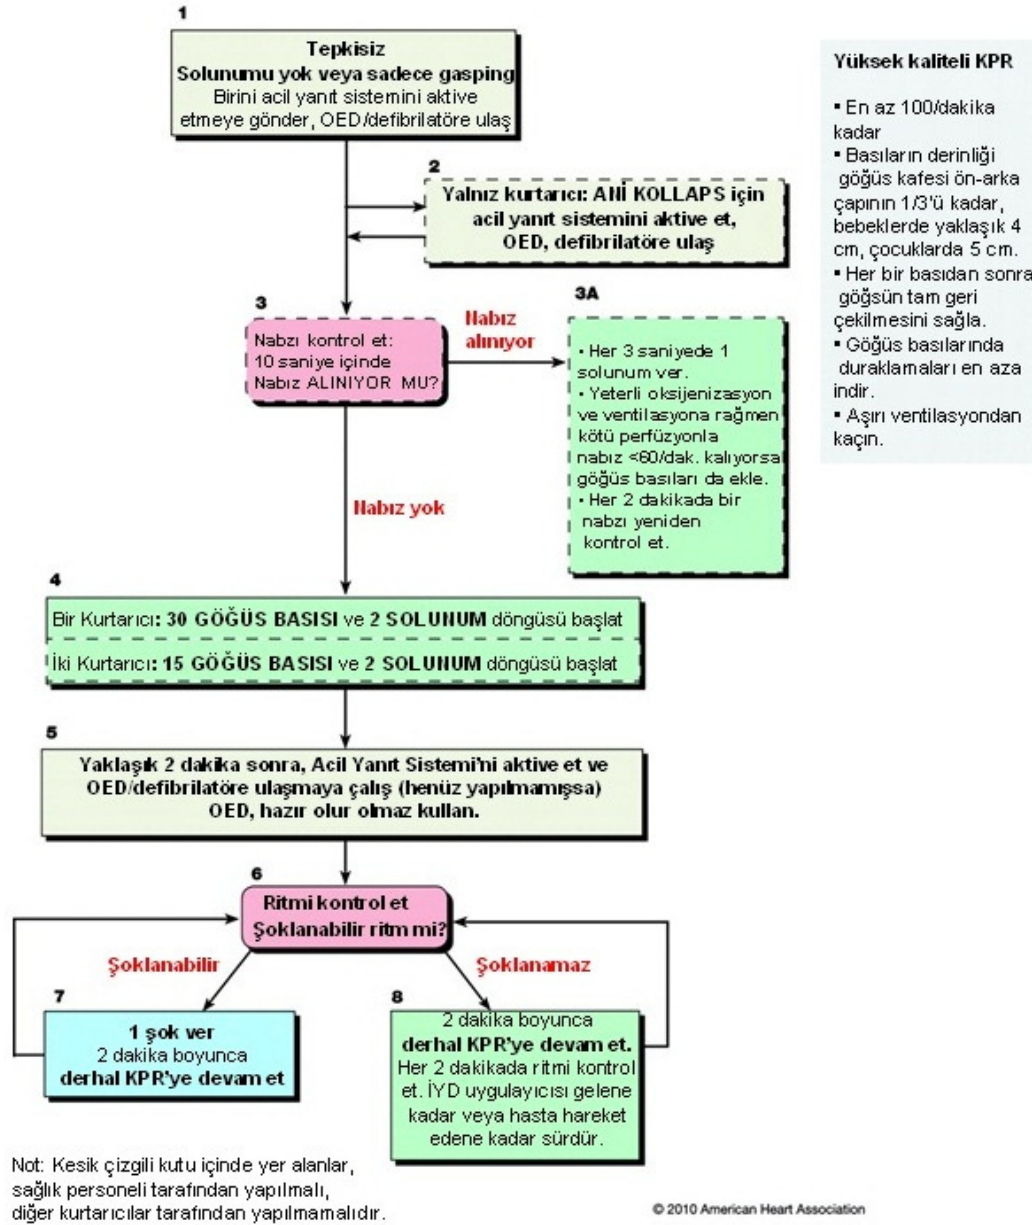 1
Tepkisiz
Solunumu yok veya sadece gasping
Birini acil yanıt sistemini aktive
etmeye gönder, OED/defibrilatöre ulaş
2
Yalnız kurtarıcı: ANİ KOLLAPS için
acil yanıt sistemini aktive et,
OED, defibrilatöre ulaş
3
Nabzı kontrol et:
10 saniye içinde
Nabız ALINIYOR MU?
Nabız
alınıyor
3A
• Her 3 saniyede 1
solunum ver.
• Yeterli oksijenizasyon
ve ventilasyona rağmen
kötü perfüzyonla
nabız <60/dak. kalıyorsa
göğüs basıları da ekle.
• Her 2 dakikada bir
nabzı yeniden
kontrol et.
Nabız yok
4
Bir Kurtarıcı: 30 GÖĞÜS BASISI ve 2 SOLUNUM döngüsü başlat
İki Kurtarıcı: 15 GÖĞÜS BASISI ve 2 SOLUNUM döngüsü başlat
5
Yaklaşık 2 dakika sonra, Acil Yanıt Sistemi'ni aktive et ve
OED/defibrilatöre ulaşmaya çalış (henüz yapılmamışsa)
OED, hazır olur olmaz kullan.
6
Ritmi kontrol et
Şoklanabilir ritm mi?
Şoklanabilir
Şoklanamaz
7
1 şok ver
2 dakika boyunca
derhal KPR'ye devam et
8
2 dakika boyunca
derhal KPR'ye devam et.
Her 2 dakikada ritmi kontrol
et. İYD uygulayıcısı gelene
kadar veya hasta hareket
edene kadar sürdür.
Yüksek kaliteli KPR
▪ En az 100/dakika
kadar
▪ Basıların derinliği
göğüs kafesi ön-arka
çapının 1/3'ü kadar,
bebeklerde yaklaşık 4
cm, çocuklarda 5 cm.
▪ Her bir basıdan sonra
göğsün tam geri
çekilmesini sağla.
▪ Göğüs basılarında
duraklamaları en aza
indir.
▪ Aşırı ventilasyondan
kaçın.
Not: Kesik çizgili kutu içinde yer alanlar,
sağlık personeli tarafından yapılmalı,
diğer kurtarıcılar tarafından yapılmamalıdır.
© 2010 American Heart Association